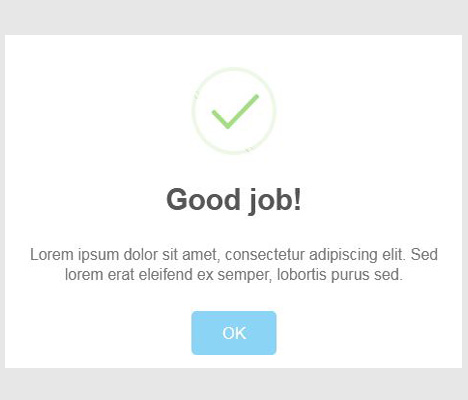 Good job!
Lorem ipsum dolor sit amet, consectetur adipiscing elit. Sed
lorem erat eleifend ex semper, lobortis purus sed.
OK